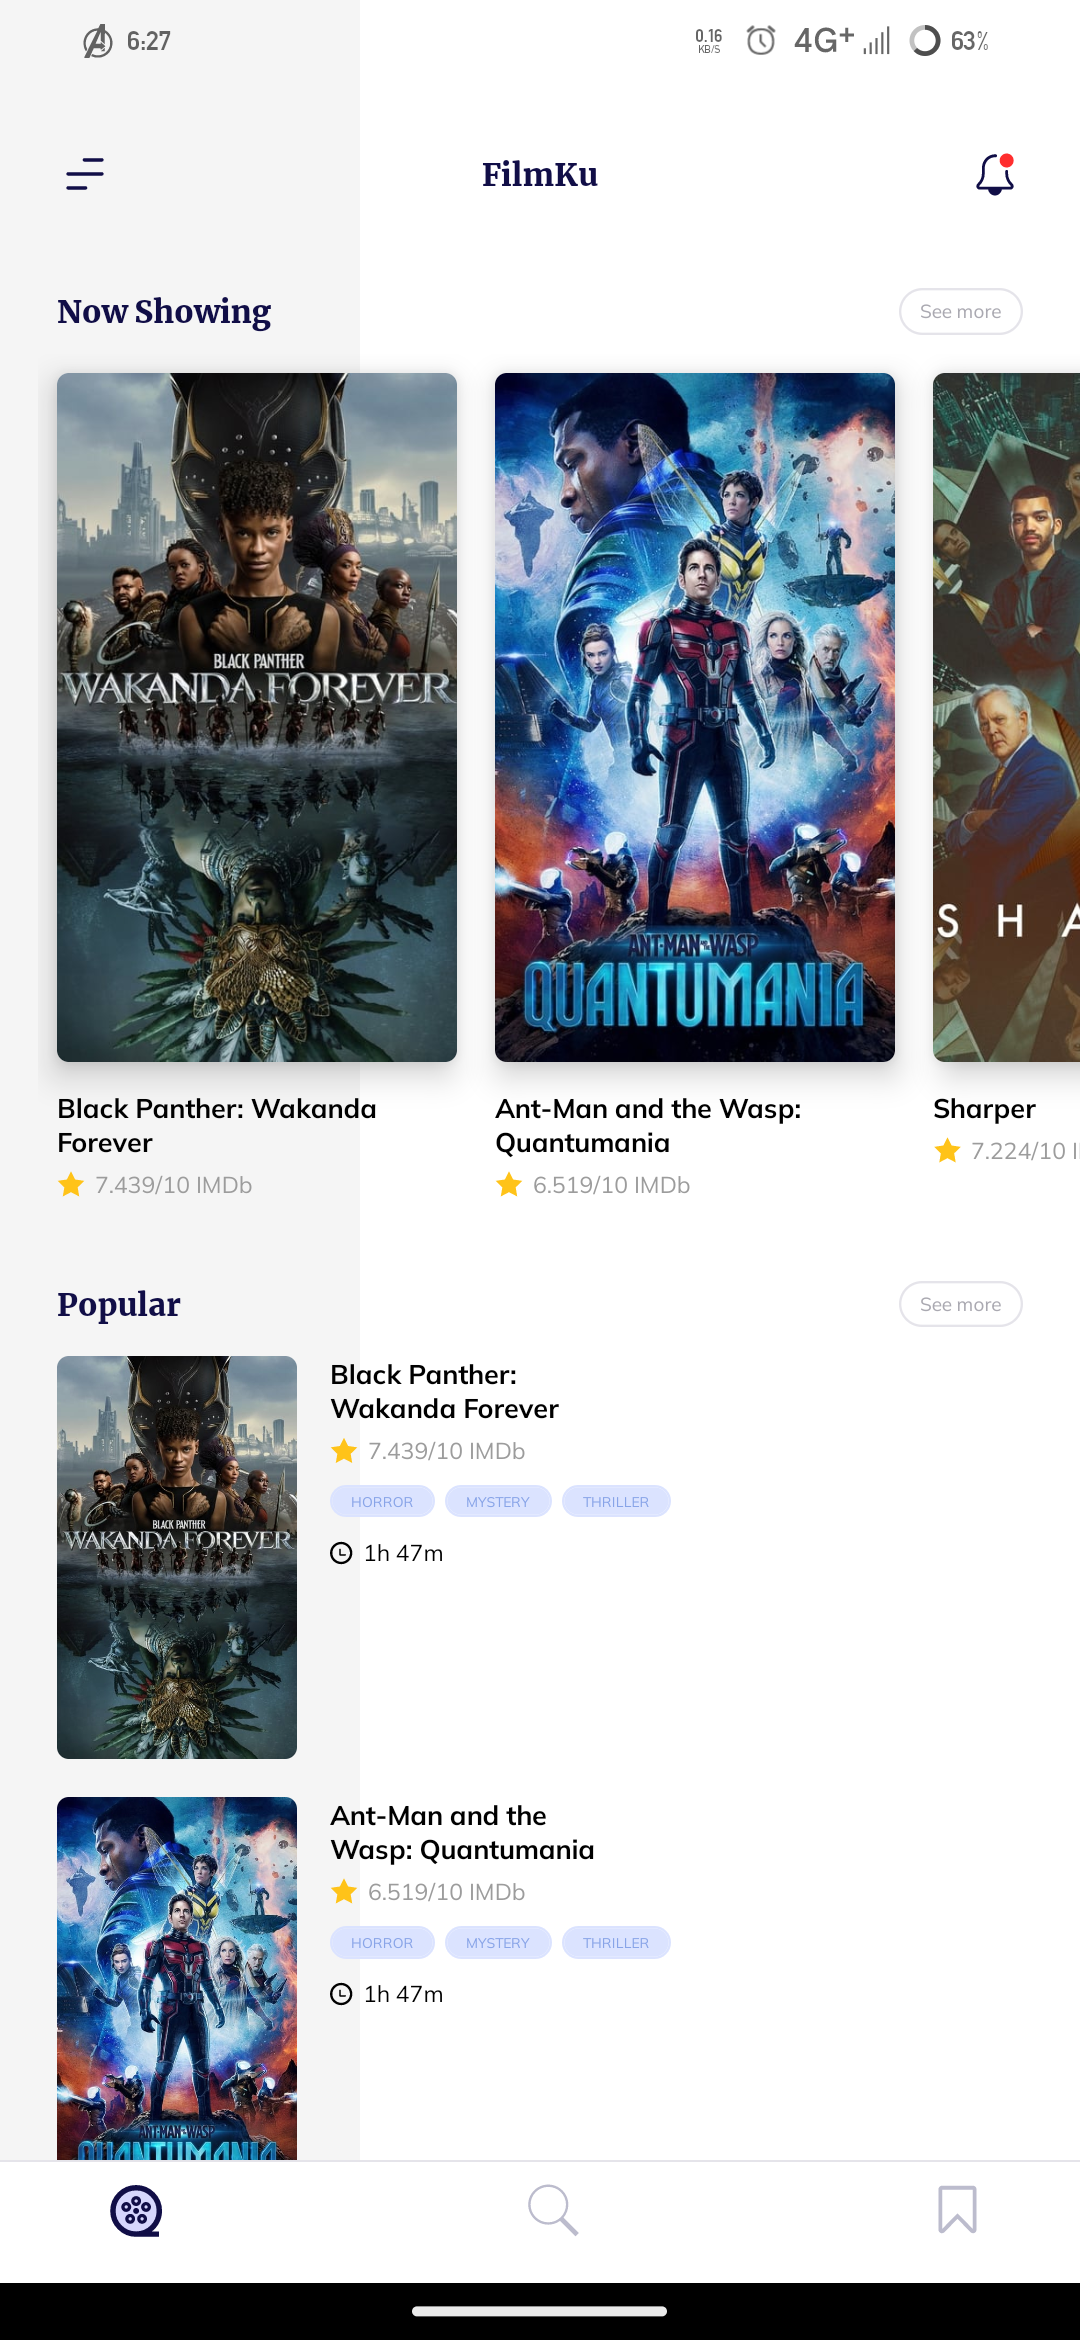 6:27
0.16
KB/S
4G+
63%
FilmKu
Now Showing
See more
BLACK PANTHER
WAKANDA FOREVER
ANT-MAN AND THE WASP
QUANTUMANIA
S H A
Black Panther: Wakanda
Forever
7.439/10 IMDb
Ant-Man and the Wasp:
Quantumania
6.519/10 IMDb
Sharper
7.224/10 I
Popular
See more
BLACK PANTHER
WAKANDA FOREVER
Black Panther:
Wakanda Forever
7.439/10 IMDb
HORROR
MYSTERY
THRILLER
1h 47m
ANT-MAN AND THE WASP
QUANTUMANIA
Ant-Man and the
Wasp: Quantumania
6.519/10 IMDb
HORROR
MYSTERY
THRILLER
1h 47m